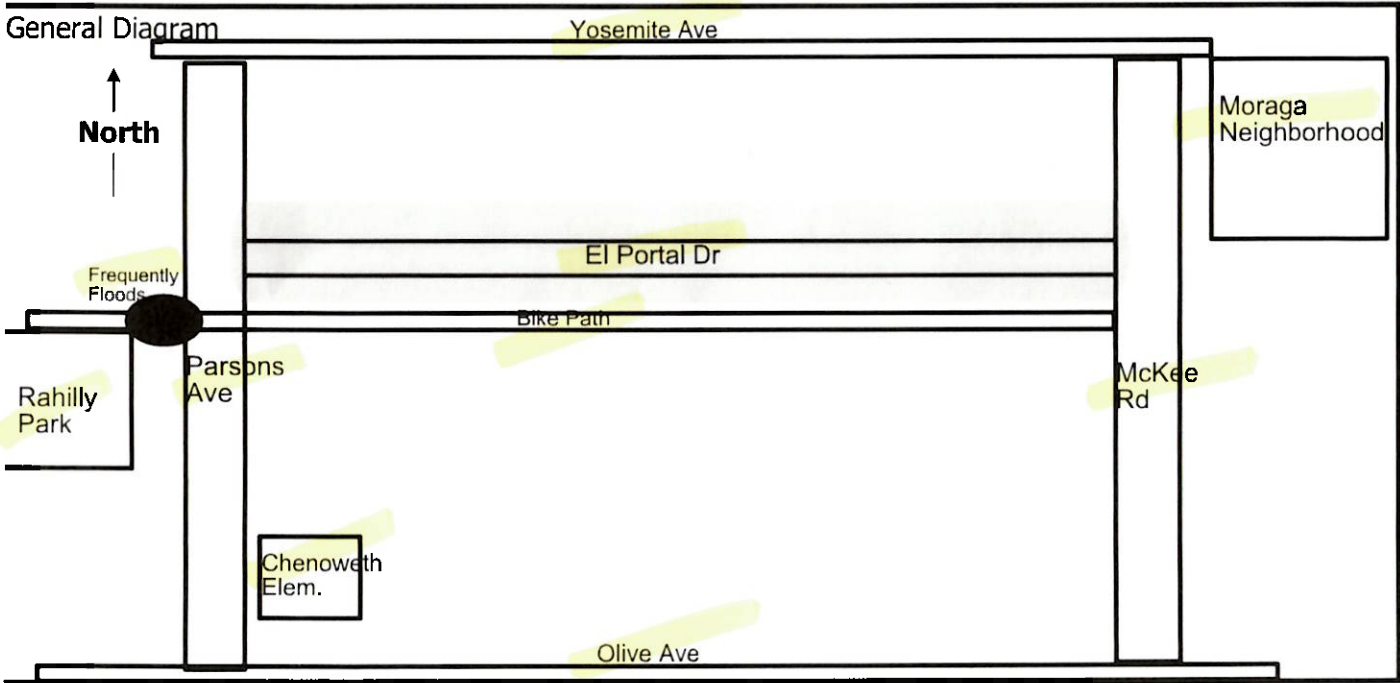 General Diagram
Yosemite Ave
North
Moraga
Neighborhood
El Portal Dr
Frequently
Floods
Bike Path
Parsons
Ave
McKee
Rd
Rahilly
Park
Chenoweth
Elem.
Olive Ave